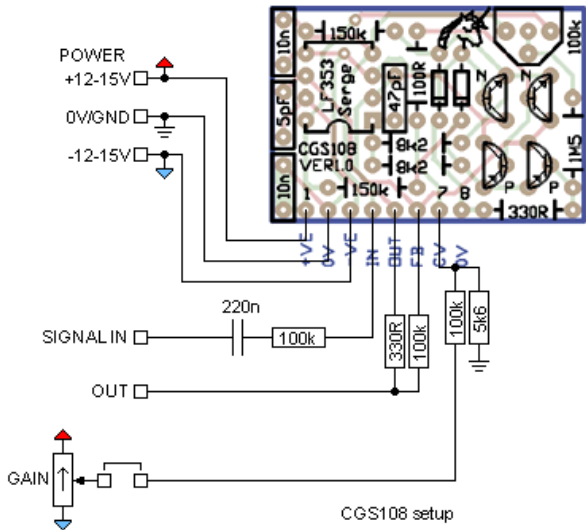 POWER
+12-15V
0V/GND
-12-15V
10n
150k
100k
5pF
LF353
Serge
47pF
100R
N
N
CGS108
VER1.0
8k2
8k2
1M5
10n
150k
P
P
1
7
8
330R
+VE
0V
-VE
IN
OUT
FB
CV
0V
220n
SIGNAL IN
100k
330R
100k
100k
5k6
OUT
GAIN
CGS108 setup